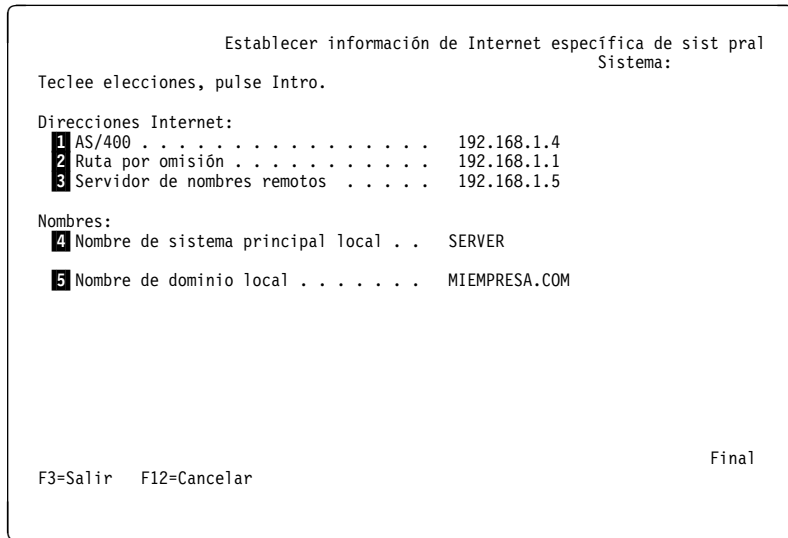 Establecer información de Internet específica de sist pral
Sistema:
Teclee elecciones, pulse Intro.
Direcciones Internet:
1 AS/400 . . . . . . . . . . . . . . . . 192.168.1.4
2 Ruta por omisión . . . . . . . . . . . 192.168.1.1
3 Servidor de nombres remotos . . . . . 192.168.1.5
Nombres:
4 Nombre de sistema principal local . . SERVER
5 Nombre de dominio local . . . . . . . MIEMPRESA.COM
Final
F3=Salir F12=Cancelar